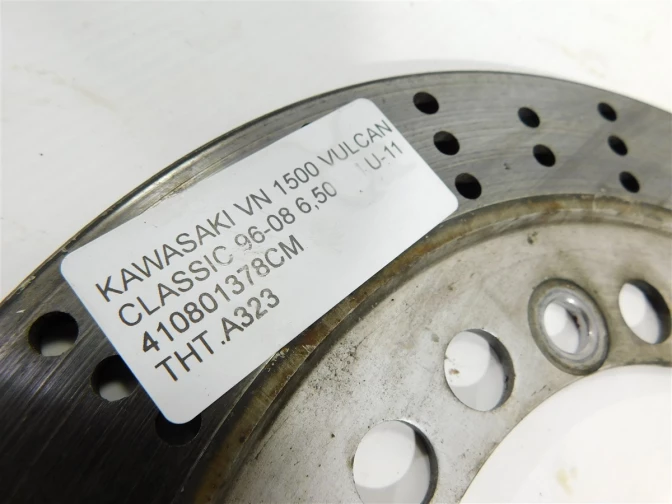 KAWASAKI VN 1500 VULCAN
CLASSIC 96-08 6,50 U-11
410801378CM
THT.A323